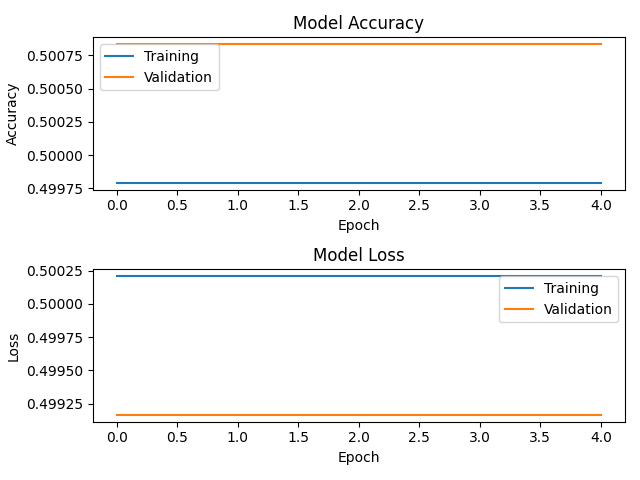 Model Accuracy
0.50075
0.50050
0.50025
0.50000
0.49975
Accuracy
Training
Validation
0.0 0.5 1.0 1.5 2.0 2.5 3.0 3.5 4.0
Epoch
Model Loss
0.50025
0.50000
0.49975
0.49950
0.49925
Loss
Training
Validation
0.0 0.5 1.0 1.5 2.0 2.5 3.0 3.5 4.0
Epoch